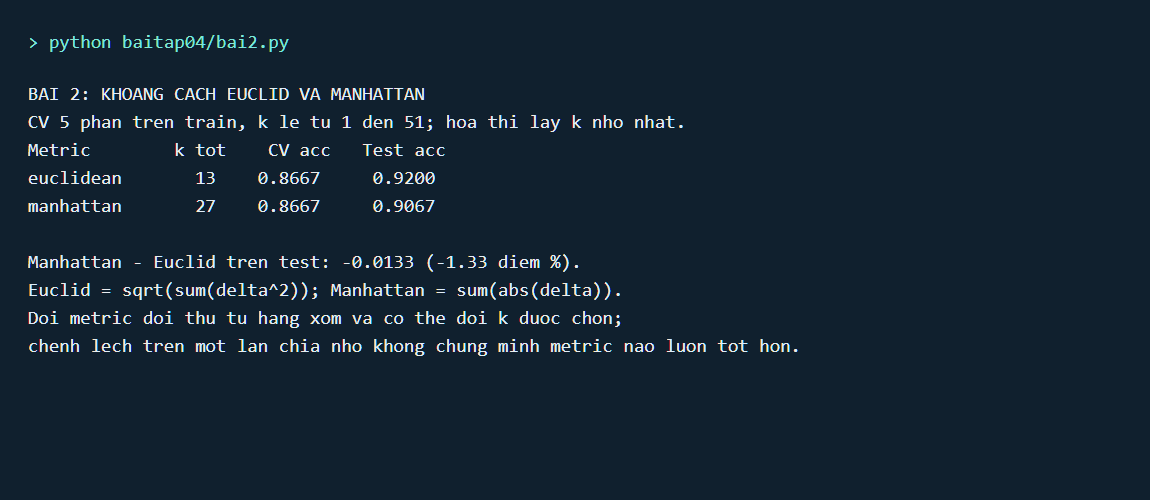 > python baitap04/bai2.py
BAI 2: KHOANG CACH EUCLID VA MANHATTAN
CV 5 phan tren train, k le tu 1 den 51; hoa thi lay k nho nhat.
Metric        k tot    CV acc   Test acc
euclidean       13    0.8667     0.9200
manhattan       27    0.8667     0.9067
Manhattan - Euclid tren test: -0.0133 (-1.33 diem %).
Euclid = sqrt(sum(delta^2)); Manhattan = sum(abs(delta)).
Doi metric doi thu tu hang xom va co the doi k duoc chon;
chenh lech tren mot lan chia nho khong chung minh metric nao luon tot hon.